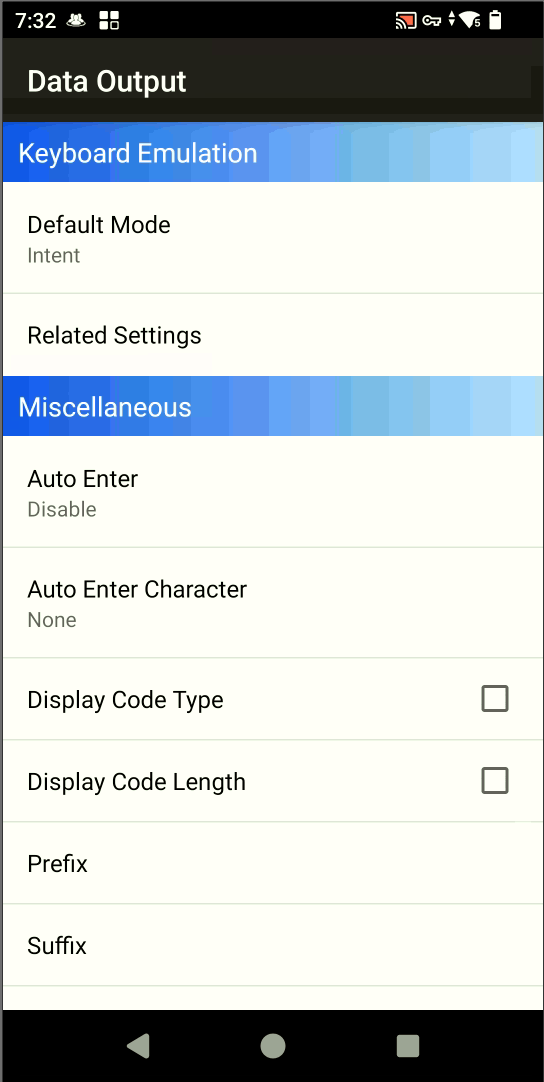 7:32
5
Data Output
Keyboard Emulation
Default Mode
Intent
Related Settings
Miscellaneous
Auto Enter
Disable
Auto Enter Character
None
Display Code Type
Display Code Length
Prefix
Suffix